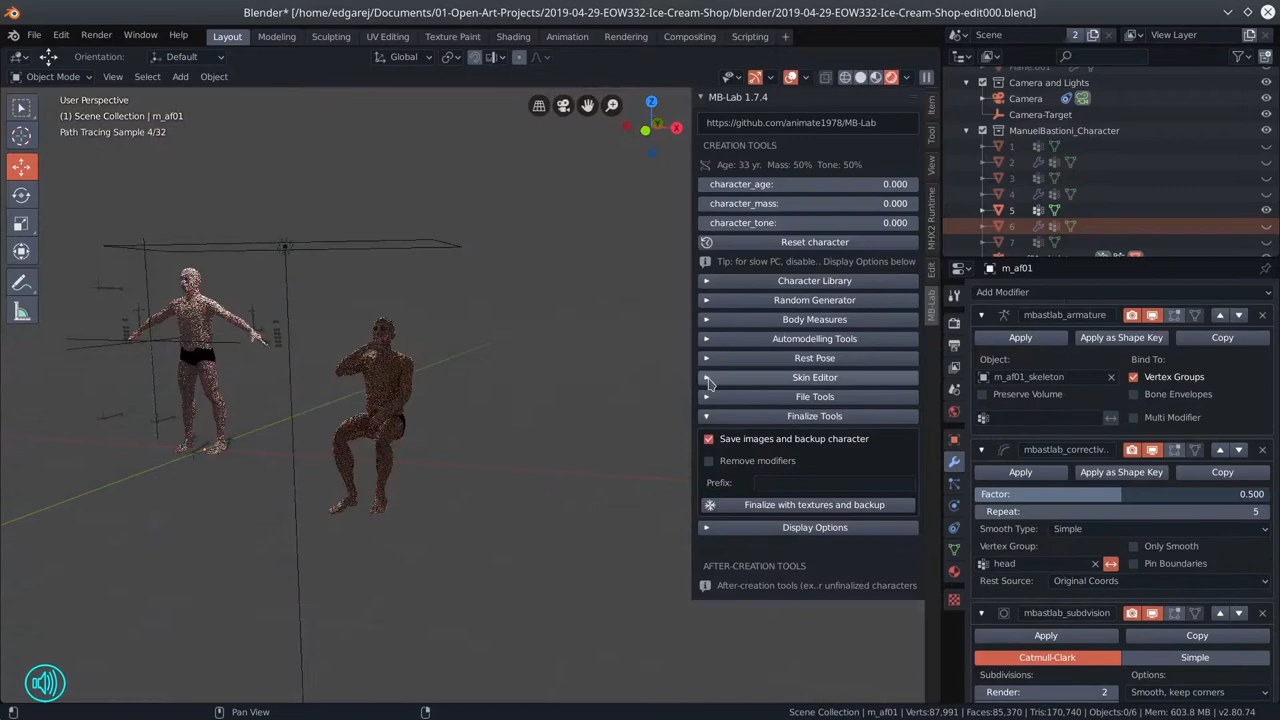 Blender* [/home/edgarej/Documents/01-Open-Art-Projects/2019-04-29-EOW332-Ice-Cream-Shop/blender/2019-04-29-EOW332-Ice-Cream-Shop-edit000.blend]
File Edit Render Window Help Layout Modeling Sculpting UV Editing Texture Paint Shading Animation Rendering Compositing Scripting + Scene 2 View Layer
Orientation: Default Global
Object Mode View Select Add Object
User Perspective
(1) Scene Collection | m_af01
Path Tracing Sample 4/32
Z
Y
X
MB-Lab 1.7.4
https://github.com/animate1978/MB-Lab
CREATION TOOLS
Age: 33 yr. Mass: 50% Tone: 50%
character_age: 0.000
character_mass: 0.000
character_tone: 0.000
Reset character
Tip: for slow PC, disable.. Display Options below
Character Library
Random Generator
Body Measures
Automodelling Tools
Rest Pose
Skin Editor
File Tools
Finalize Tools
Save images and backup character
Remove modifiers
Prefix:
Finalize with textures and backup
Display Options
AFTER-CREATION TOOLS
After-creation tools (ex..r unfinalized characters
Item
Tool
View
MHX2 Runtime
Edit
MB-Lab
Plane.001
Camera and Lights
Camera
Camera-Target
ManuelBastioni_Character
1
2
3
4
5
6
7
m_af01
Add Modifier
mbastlab_armature
Apply Apply as Shape Key Copy
Object: Bind To:
m_af01_skeleton Vertex Groups
Preserve Volume Bone Envelopes
Multi Modifier
mbastlab_correctiv..
Apply Apply as Shape Key Copy
Factor: 0.500
Repeat: 5
Smooth Type: Simple
Vertex Group: Only Smooth
head Pin Boundaries
Rest Source: Original Coords
mbastlab_subdivision
Apply Copy
Catmull-Clark Simple
Subdivisions: Options:
Render: 2 Smooth, keep corners
Pan View
Scene Collection | m_af01 | Verts:87,991 | Faces:85,370 | Tris:170,740 | Objects:0/6 | Mem: 603.8 MB | v2.80.74